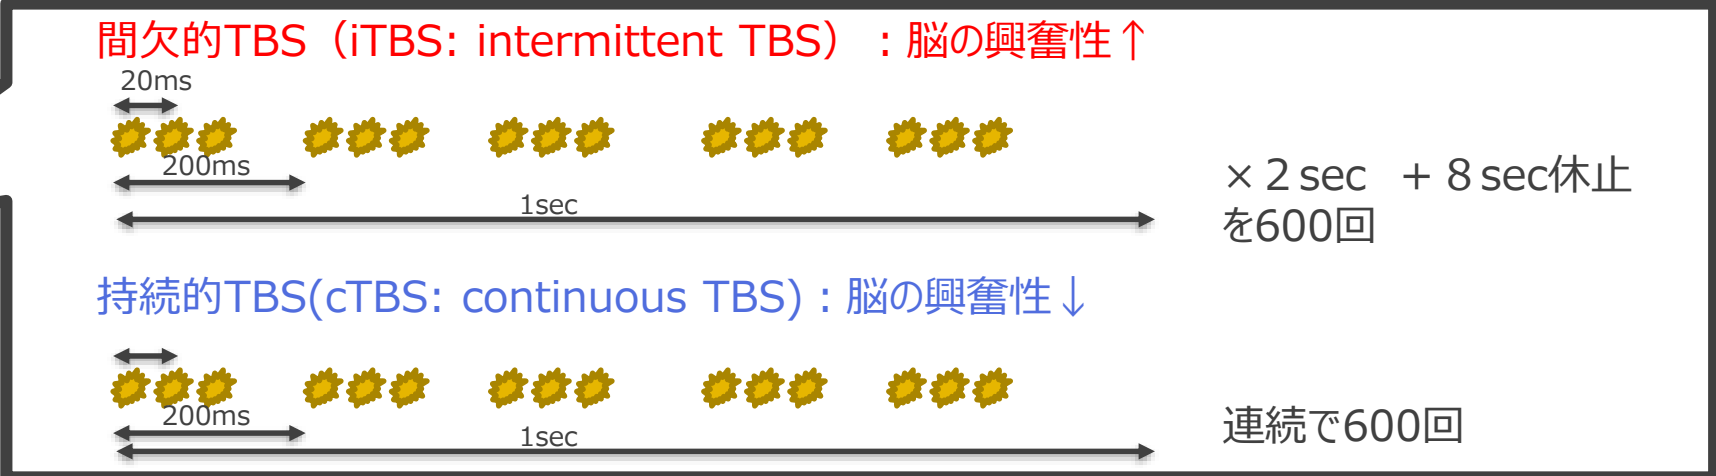 間欠的TBS（iTBS: intermittent TBS）：脳の興奮性↑
20ms
200ms
1sec
×２sec ＋８sec休止
を600回
持続的TBS(cTBS: continuous TBS)：脳の興奮性↓
200ms
1sec
連続で600回